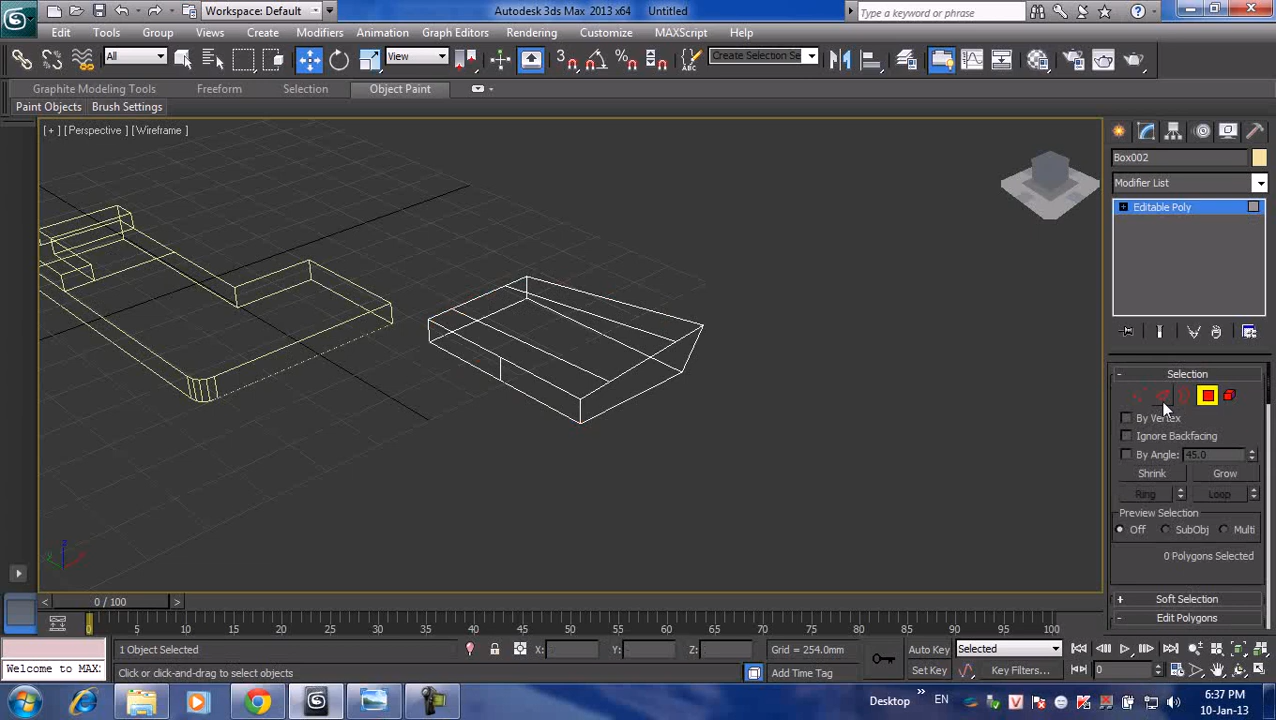 Workspace: Default
Autodesk 3ds Max 2013 x64
Untitled
Type a keyword or phrase
Edit
Tools
Group
Views
Create
Modifiers
Animation
Graph Editors
Rendering
Customize
MAXScript
Help
All
View
3
Create Selection Se
Graphite Modeling Tools
Freeform
Selection
Object Paint
Paint Objects
Brush Settings
[ + ] [Perspective ] [Wireframe ]
Box002
Modifier List
Editable Poly
Selection
By Vertex
Ignore Backfacing
By Angle: 45.0
Shrink
Grow
Ring
Loop
Preview Selection
Off
SubObj
Multi
0 Polygons Selected
Soft Selection
Edit Polygons
0 / 100
0
5
10
15
20
25
30
35
40
45
50
55
60
65
70
75
80
85
90
95
100
1 Object Selected
X:
Y:
Z:
Grid = 254.0mm
Auto Key
Selected
Welcome to MAX
Click or click-and-drag to select objects
Add Time Tag
Set Key
Key Filters...
0
Desktop
EN
6:37 PM
10-Jan-13